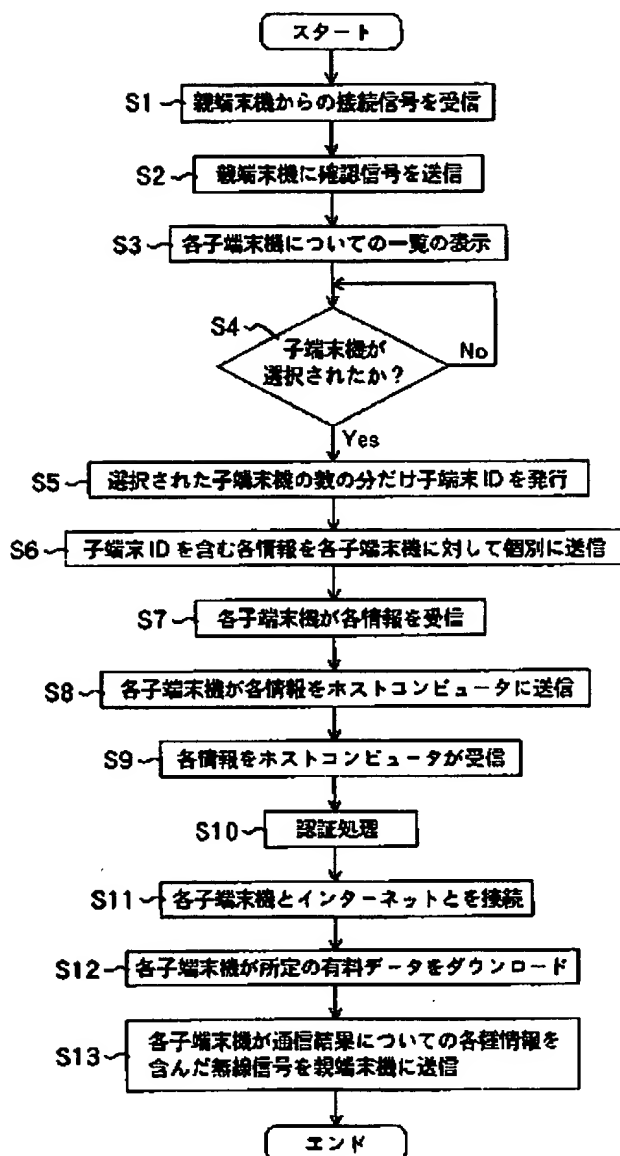 スタート
S1 親端末機からの接続信号を受信
S2 親端末機に確認信号を送信
S3 各子端末機についての一覧の表示
S4 子端末機が
選択されたか?
No
Yes
S5 選択された子端末機の数の分だけ子端末IDを発行
S6 子端末IDを含む各情報を各子端末機に対して個別に送信
S7 各子端末機が各情報を受信
S8 各子端末機が各情報をホストコンピュータに送信
S9 各情報をホストコンピュータが受信
S10 認証処理
S11 各子端末機とインターネットとを接続
S12 各子端末機が所定の有料データをダウンロード
S13 各子端末機が通信結果についての各種情報を
含んだ無線信号を親端末機に送信
エンド